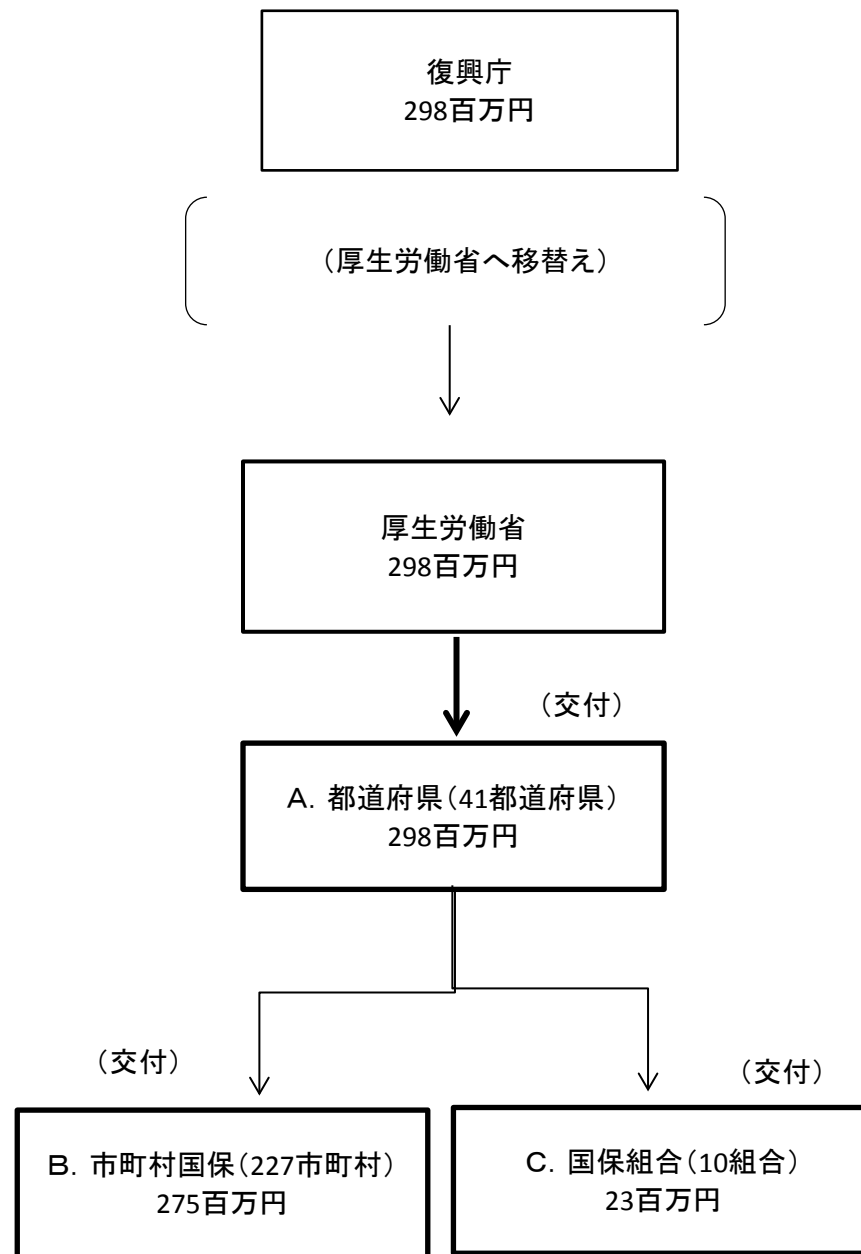 復興庁
298百万円
(厚生労働省へ移替え)
厚生労働省
298百万円
(交付)
A. 都道府県(41都道府県)
298百万円
(交付)
(交付)
B. 市町村国保(227市町村)
275百万円
C. 国保組合(10組合)
23百万円